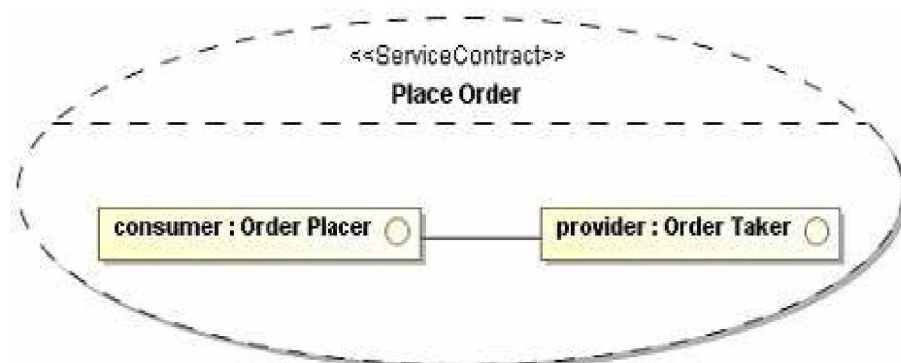 <<ServiceContract>>
Place Order
consumer : Order Placer
provider : Order Taker